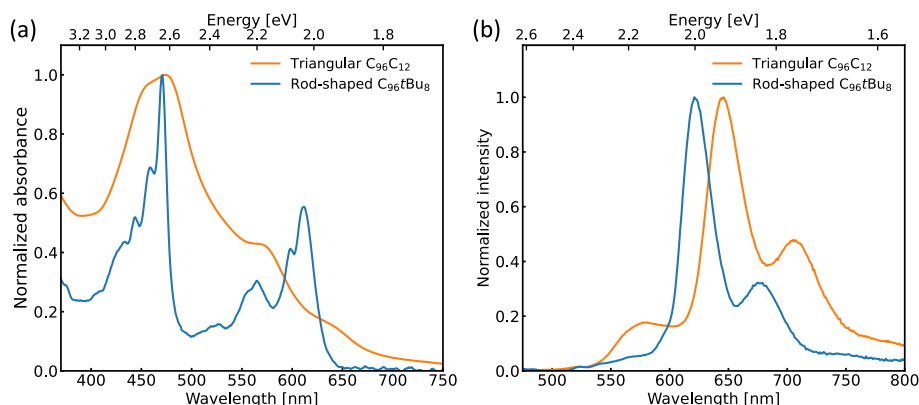 (a)
Energy [eV]
3.2 3.0 2.8 2.6 2.4 2.2 2.0 1.8
Triangular C₉₆C₁₂
Rod-shaped C₉₆tBu₈
Normalized absorbance
1.0
0.8
0.6
0.4
0.2
0.0
400 450 500 550 600 650 700 750
Wavelength [nm]
(b)
Energy [eV]
2.6 2.4 2.2 2.0 1.8 1.6
Triangular C₉₆C₁₂
Rod-shaped C₉₆tBu₈
Normalized intensity
1.0
0.8
0.6
0.4
0.2
0.0
500 550 600 650 700 750 800
Wavelength [nm]